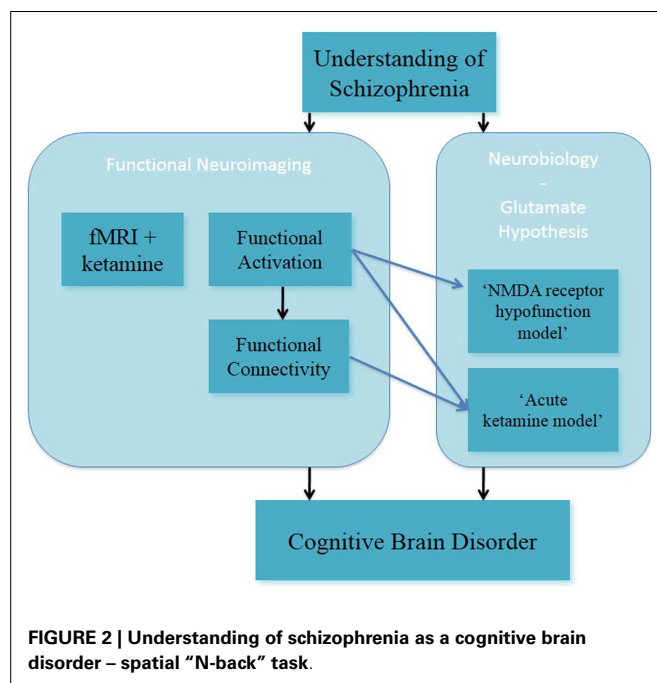 Understanding of
Schizophrenia
Functional Neuroimaging
Neurobiology
-
Glutamate
Hypothesis
fMRI +
ketamine
Functional
Activation
'NMDA receptor
hypofunction
model'
Functional
Connectivity
'Acute
ketamine model'
Cognitive Brain Disorder
FIGURE 2 | Understanding of schizophrenia as a cognitive brain
disorder – spatial “N-back” task.